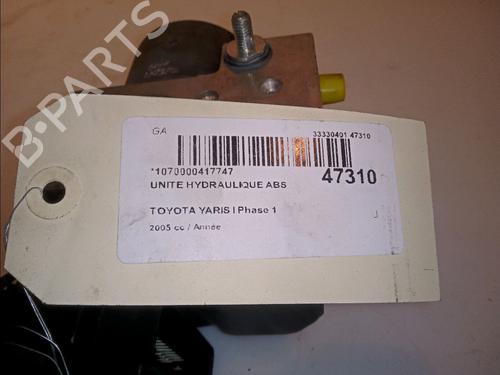 B-PARTS
GA
33330401 47310
*1070000417747
47310
UNITE HYDRAULIQUE ABS
TOYOTA YARIS I Phase 1
J
2005 cc / Année